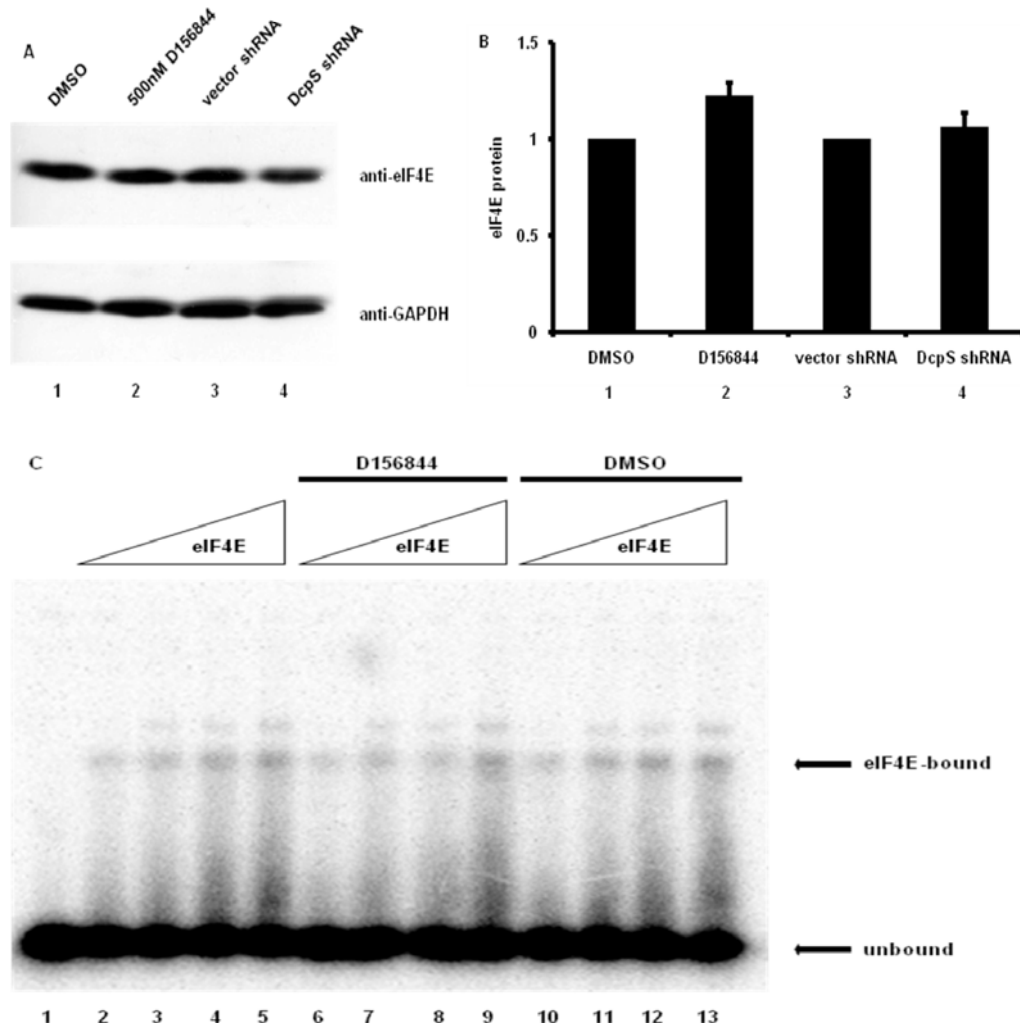 A
DMSO
500nM D156844
vector shRNA
DcpS shRNA
anti-eIF4E
anti-GAPDH
1 2 3 4
B
1.5
1
0.5
0
eIF4E protein
DMSO D156844 vector shRNA DcpS shRNA
1 2 3 4
C
D156844 DMSO
eIF4E eIF4E eIF4E
eIF4E-bound
unbound
1 2 3 4 5 6 7 8 9 10 11 12 13